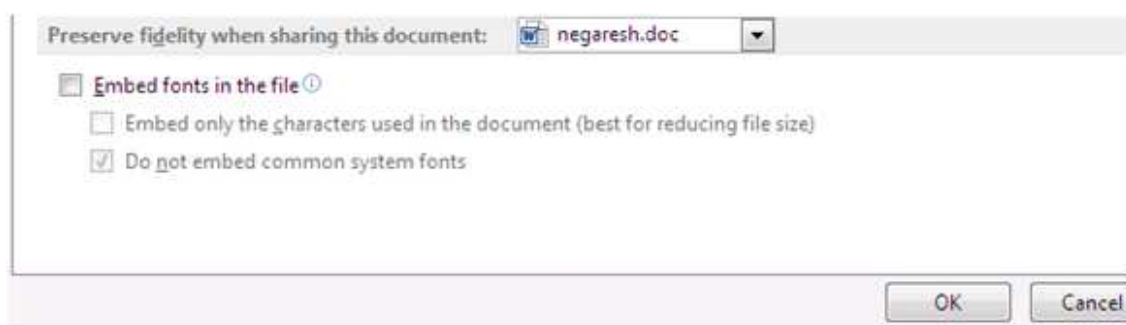 Preserve fidelity when sharing this document: negaresh.doc
Embed fonts in the file
Embed only the characters used in the document (best for reducing file size)
Do not embed common system fonts
OK Cancel